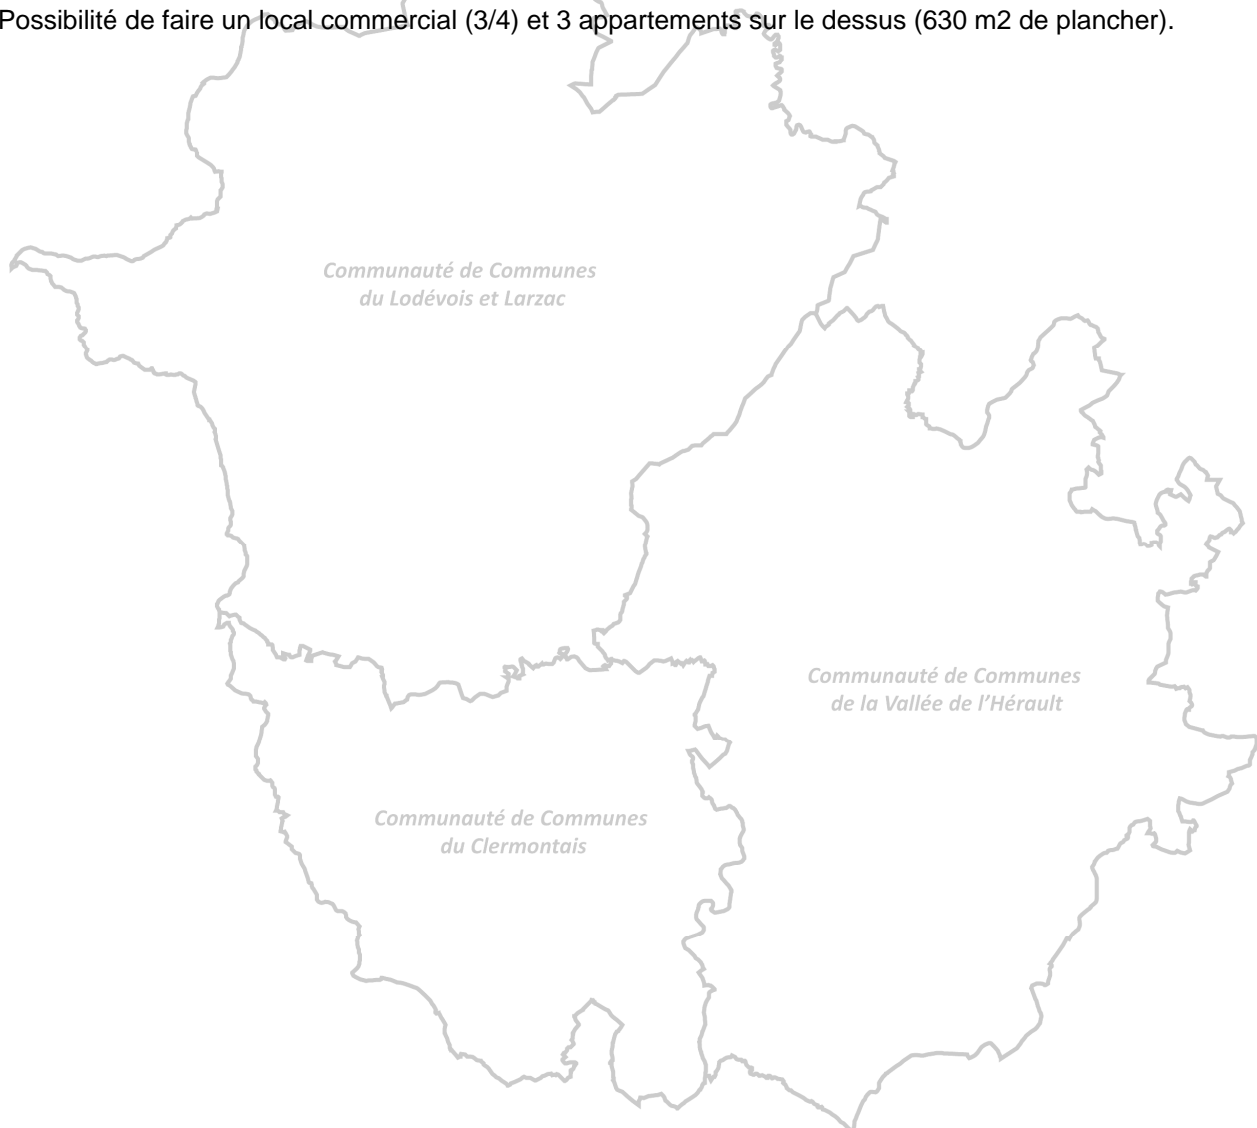 Possibilité de faire un local commercial (3/4) et 3 appartements sur le dessus (630 m2 de plancher).
Communauté de Communes
du Lodévois et Larzac
Communauté de Communes
de la Vallée de l'Hérault
Communauté de Communes
du Clermontais